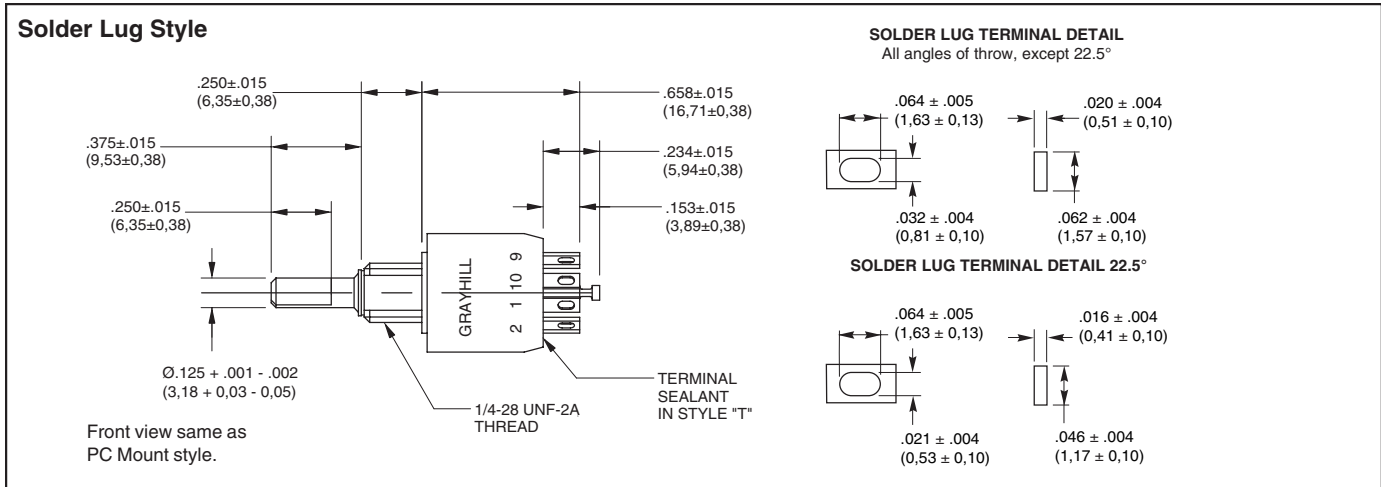 Solder Lug Style
.250±.015
(6,35±0,38)
.658±.015
(16,71±0,38)
.375±.015
(9,53±0,38)
.234±.015
(5,94±0,38)
.250±.015
(6,35±0,38)
.153±.015
(3,89±0,38)
GRAYHILL
2 1 10 9
Ø.125 + .001 - .002
(3,18 + 0,03 - 0,05)
1/4-28 UNF-2A
THREAD
TERMINAL
SEALANT
IN STYLE "T"
Front view same as
PC Mount style.
SOLDER LUG TERMINAL DETAIL
All angles of throw, except 22.5°
.064 ± .005
(1,63 ± 0,13)
.020 ± .004
(0,51 ± 0,10)
.032 ± .004
(0,81 ± 0,10)
.062 ± .004
(1,57 ± 0,10)
SOLDER LUG TERMINAL DETAIL 22.5°
.064 ± .005
(1,63 ± 0,13)
.016 ± .004
(0,41 ± 0,10)
.021 ± .004
(0,53 ± 0,10)
.046 ± .004
(1,17 ± 0,10)